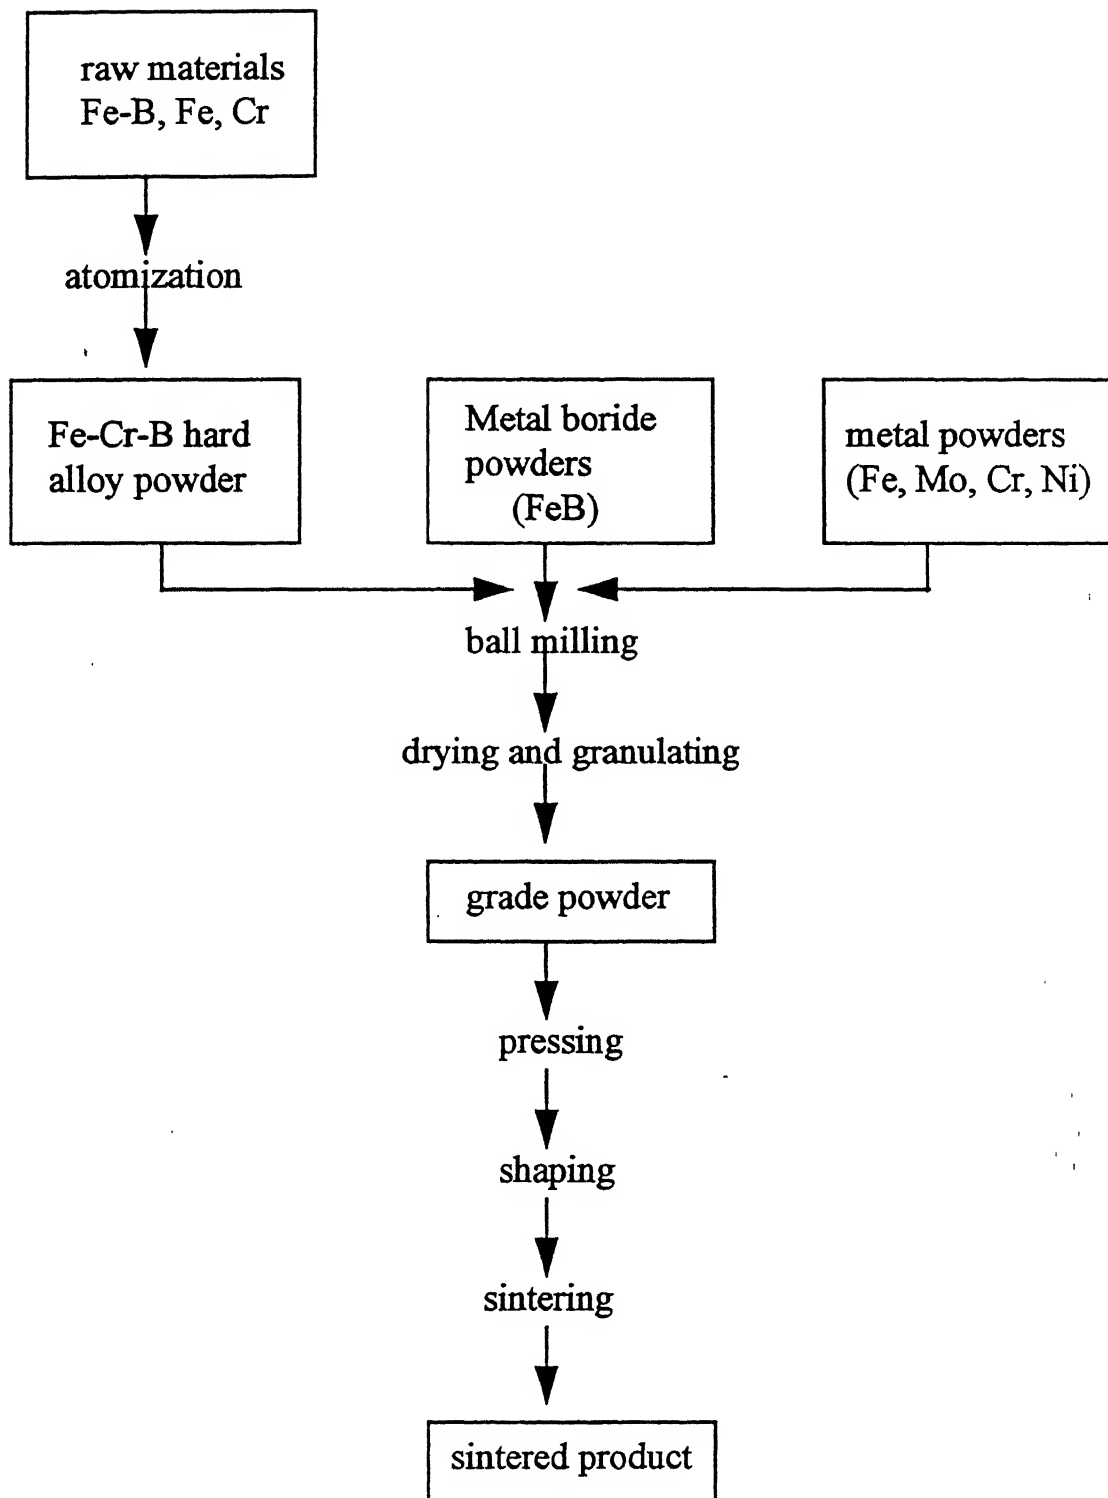 raw materials
Fe-B, Fe, Cr
atomization
Fe-Cr-B hard
alloy powder
Metal boride
powders
(FeB)
metal powders
(Fe, Mo, Cr, Ni)
ball milling
drying and granulating
grade powder
pressing
shaping
sintering
sintered product